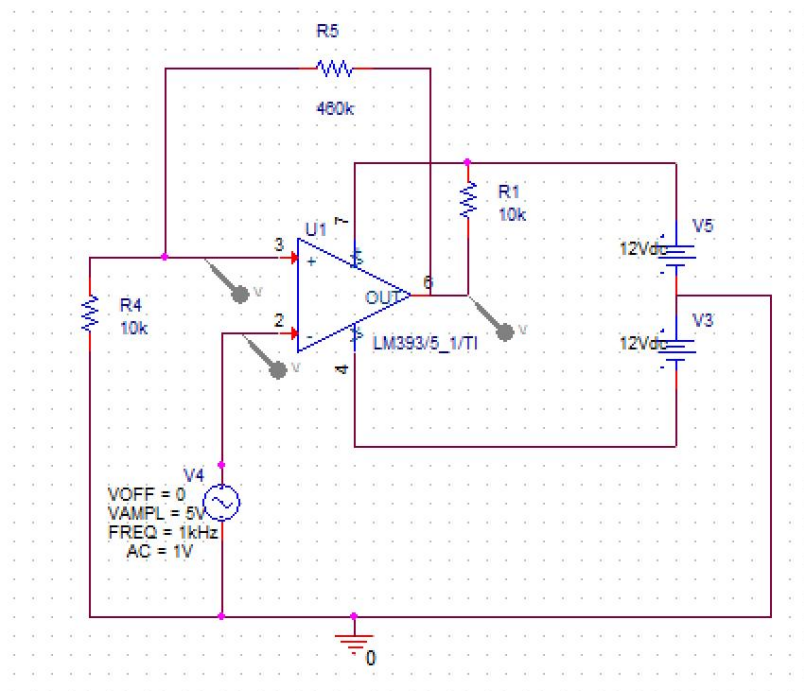 R5
460k
R1
10k
V5
12Vdc
7
U1
3
+
V
6
OUT
R4
10k
2
-
V
V
LM393/5_1/TI
V3
12Vdc
4
V4
VOFF = 0
VAMPL = 5V
FREQ = 1kHz
AC = 1V
0